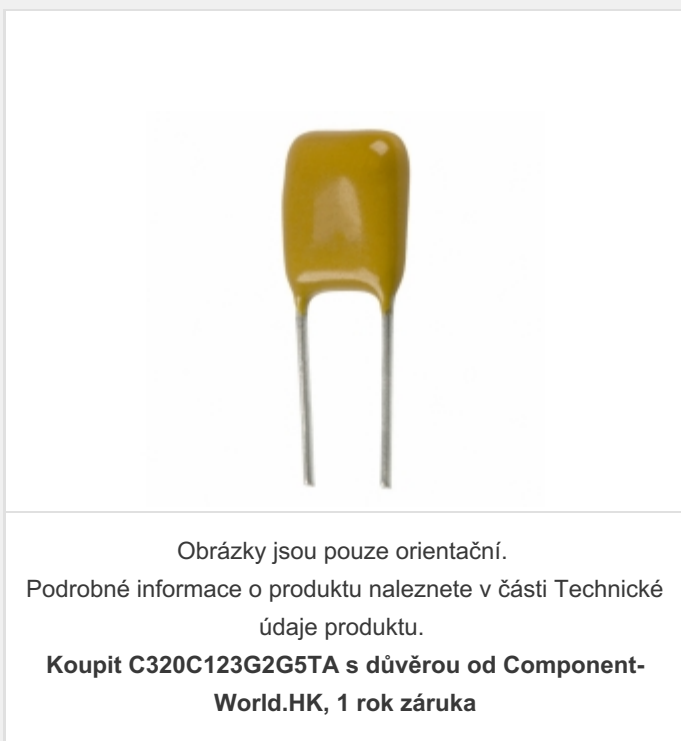 Obrázky jsou pouze orientační.
Podrobné informace o produktu naleznete v části Technické
údaje produktu.
Koupit C320C123G2G5TA s důvěrou od Component-
World.HK, 1 rok záruka